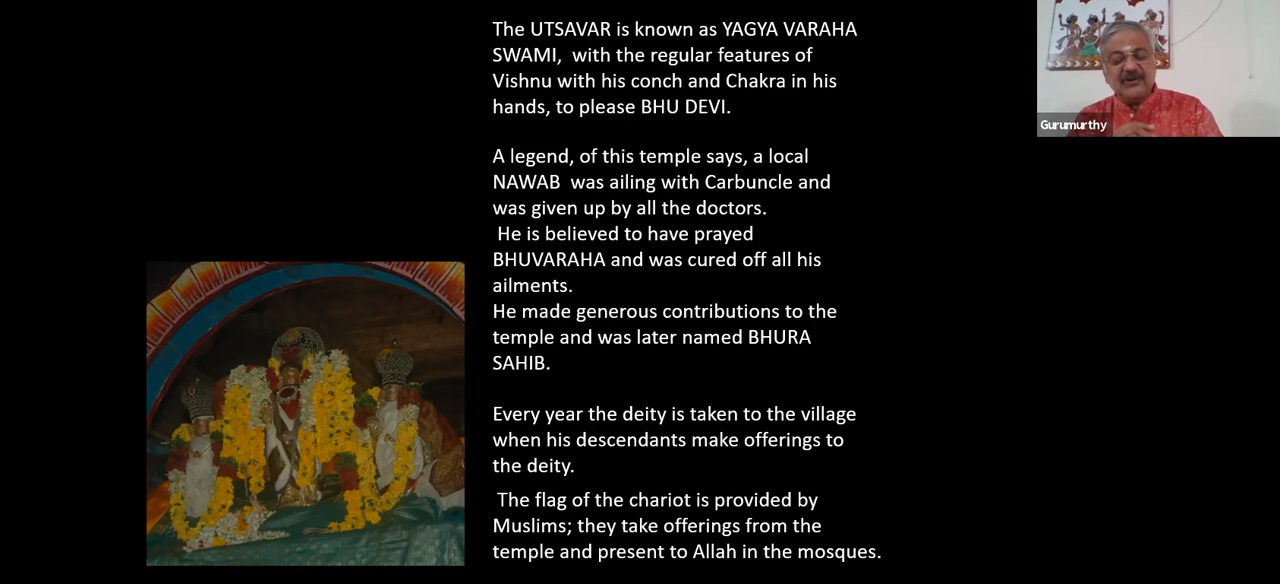 The UTSAVAR is known as YAGYA VARAHA
SWAMI, with the regular features of
Vishnu with his conch and Chakra in his
hands, to please BHU DEVI.
A legend, of this temple says, a local
NAWAB was ailing with Carbuncle and
was given up by all the doctors.
He is believed to have prayed
BHUVARAHA and was cured off all his
ailments.
He made generous contributions to the
temple and was later named BHURA
SAHIB.
Every year the deity is taken to the village
when his descendants make offerings to
the deity.
The flag of the chariot is provided by
Muslims; they take offerings from the
temple and present to Allah in the mosques.
Gurumurthy